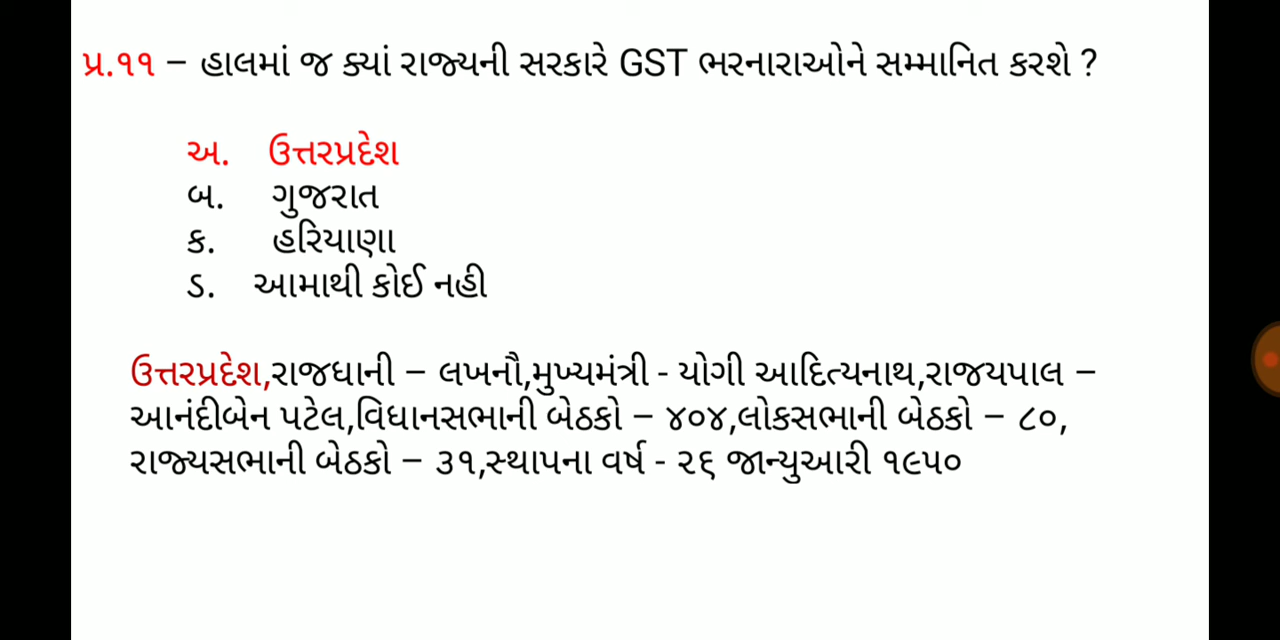 પ્ર.૧૧ – હાલમાં જ ક્યાં રાજ્યની સરકારે GST ભરનારાઓને સમ્માનિત કરશે ?
અ. ઉત્તરપ્રદેશ
બ. ગુજરાત
ક. હરિયાણા
ડ. આમાથી કોઈ નહી
ઉત્તરપ્રદેશ,રાજધાની – લખનૌ,મુખ્યમંત્રી - યોગી આદિત્યનાથ,રાજયપાલ –
આનંદીબેન પટેલ,વિધાનસભાની બેઠકો – ૪૦૪,લોકસભાની બેઠકો – ૮૦,
રાજ્યસભાની બેઠકો – ૩૧,સ્થાપના વર્ષ - ૨૬ જાન્યુઆરી ૧૯૫૦